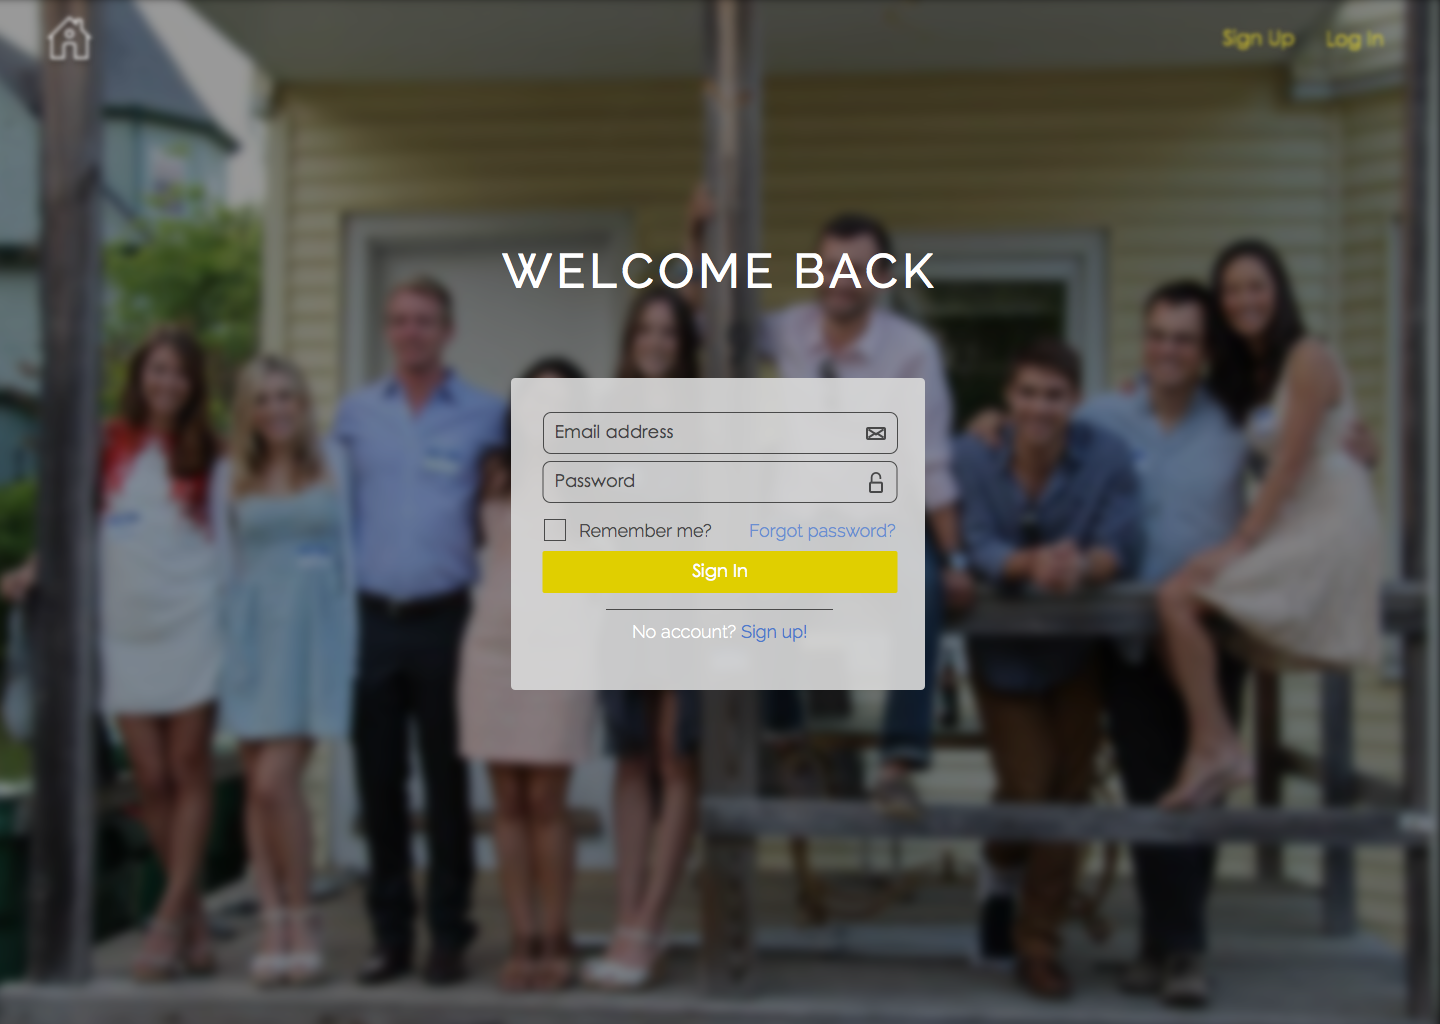 Sign Up Log In
WELCOME BACK
Email address
Password
Remember me? Forgot password?
Sign In
No account? Sign up!